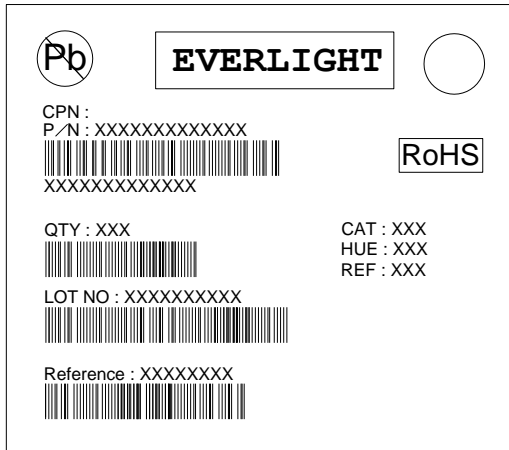 Pb
EVERLIGHT
CPN :
P/N : XXXXXXXXXXXXX
RoHS
XXXXXXXXXXXXX
QTY : XXX
CAT : XXX
HUE : XXX
REF : XXX
LOT NO : XXXXXXXXXX
Reference : XXXXXXXX